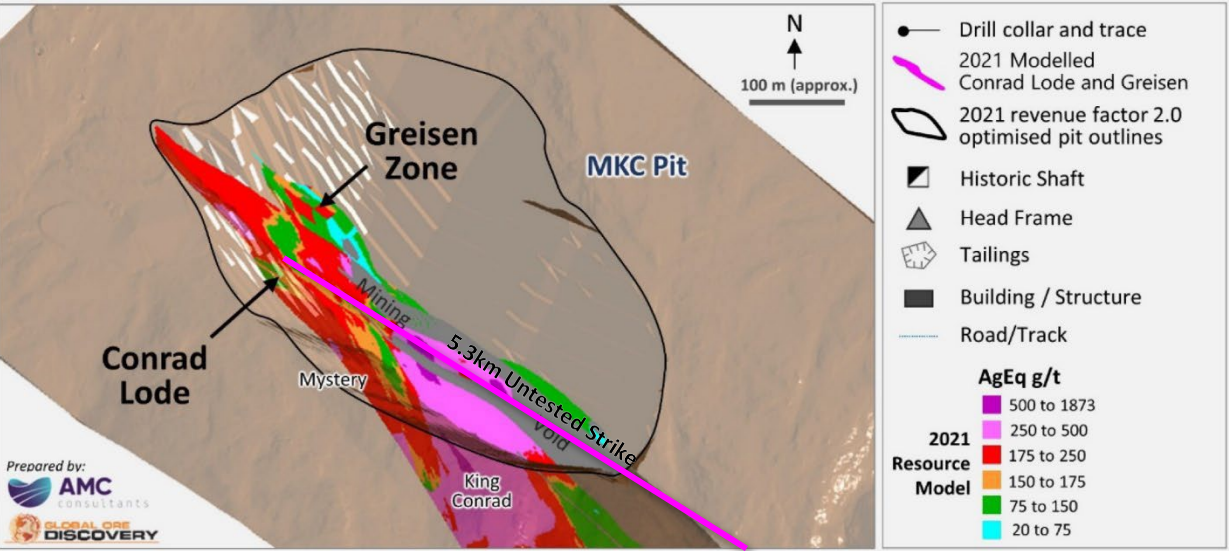 N
100 m (approx.)
Greisen
Zone
MKC Pit
Mining
5.3km Untested Strike
Void
Conrad
Lode
Mystery
King
Conrad
Prepared by:
AMC
consultants
GLOBAL ORE
DISCOVERY
Drill collar and trace
2021 Modelled
Conrad Lode and Greisen
2021 revenue factor 2.0
optimised pit outlines
Historic Shaft
Head Frame
Tailings
Building / Structure
Road/Track
AgEq g/t
2021
Resource
Model
500 to 1873
250 to 500
175 to 250
150 to 175
75 to 150
20 to 75